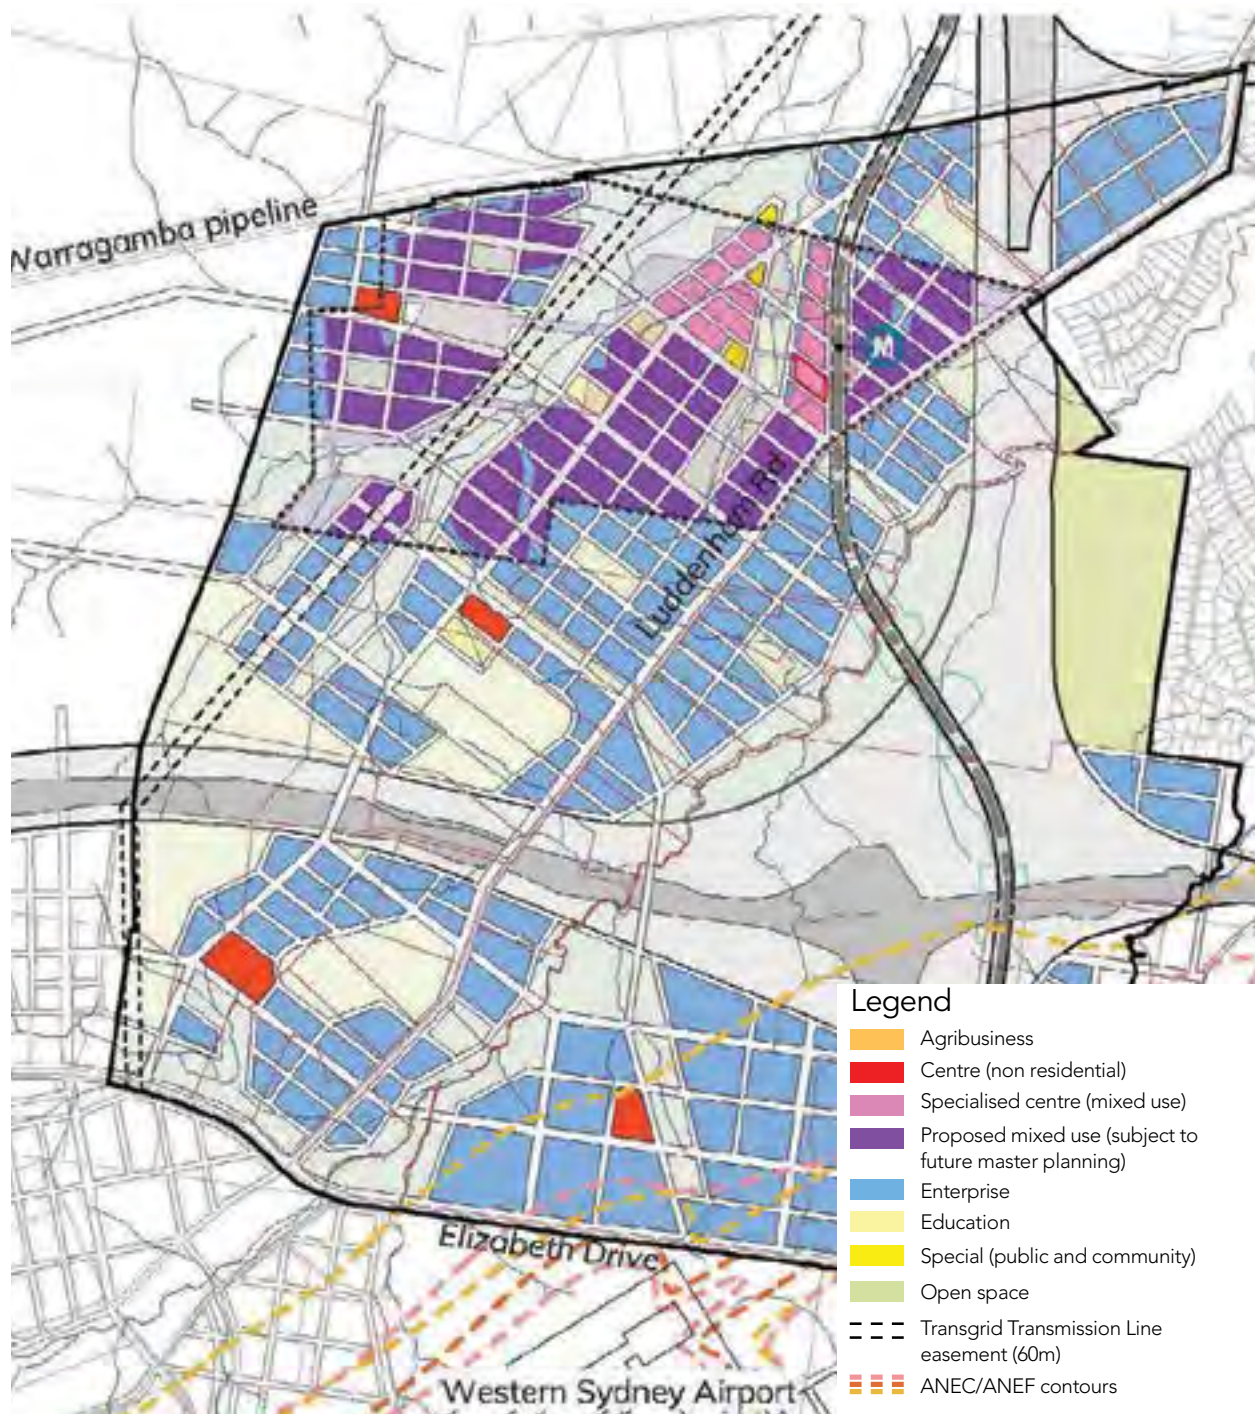 Warragamba pipeline
M
Luddenham Rd
Elizabeth Drive
Western Sydney Airport
Legend
Agribusiness
Centre (non residential)
Specialised centre (mixed use)
Proposed mixed use (subject to
future master planning)
Enterprise
Education
Special (public and community)
Open space
Transgrid Transmission Line
easement (60m)
ANEC/ANEF contours